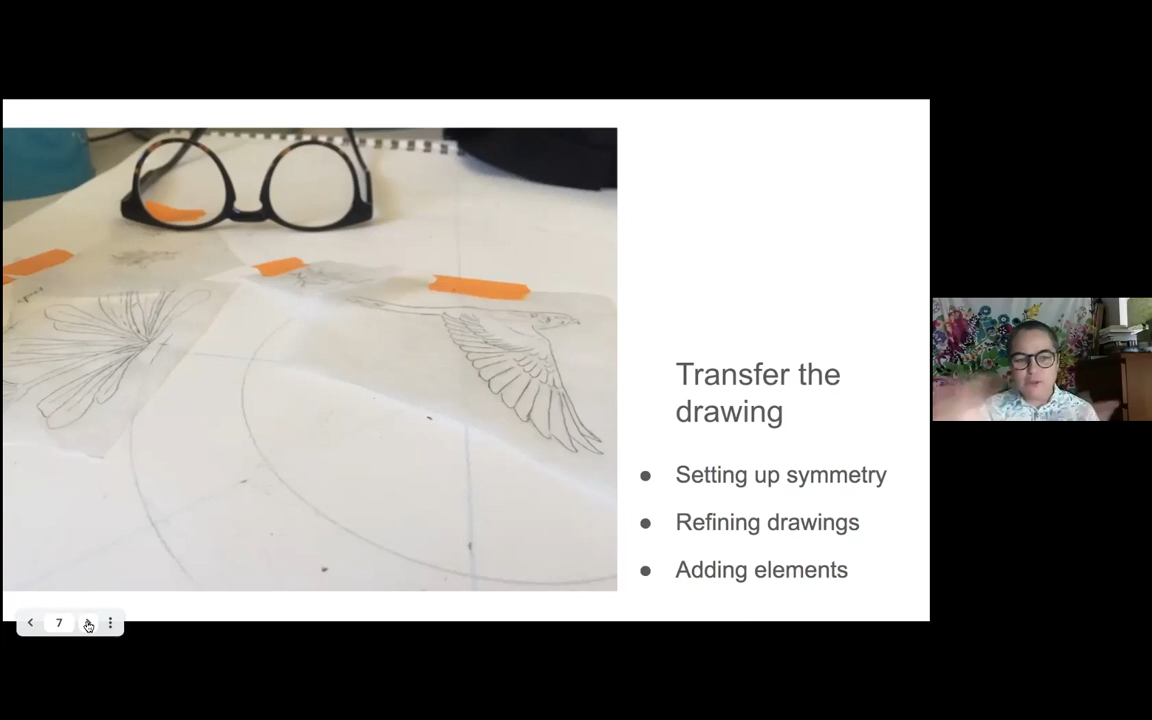 Transfer the
drawing
● Setting up symmetry
● Refining drawings
● Adding elements
7